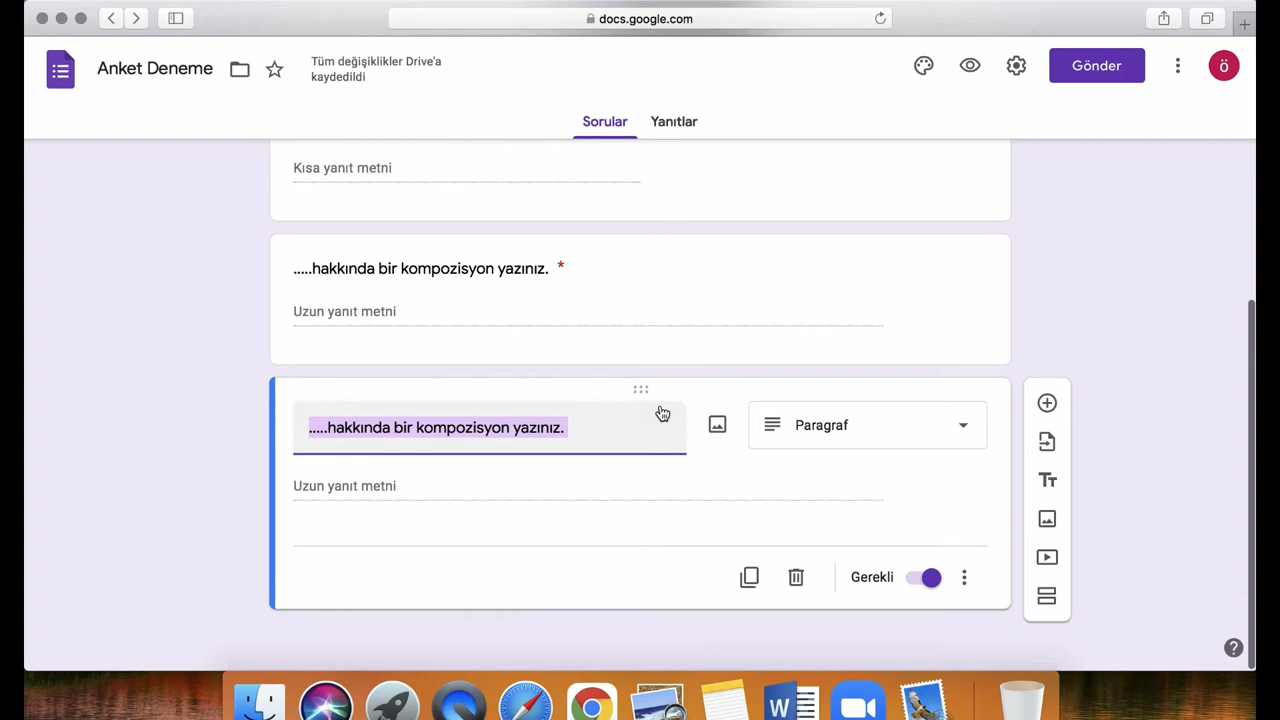 docs.google.com
Anket Deneme
Tüm değişiklikler Drive'a
kaydedildi
Gönder
ö
Sorular
Yanıtlar
Kısa yanıt metni
.....hakkında bir kompozisyon yazınız. *
Uzun yanıt metni
.....hakkında bir kompozisyon yazınız.
Paragraf
Uzun yanıt metni
Tт
Gerekli
W